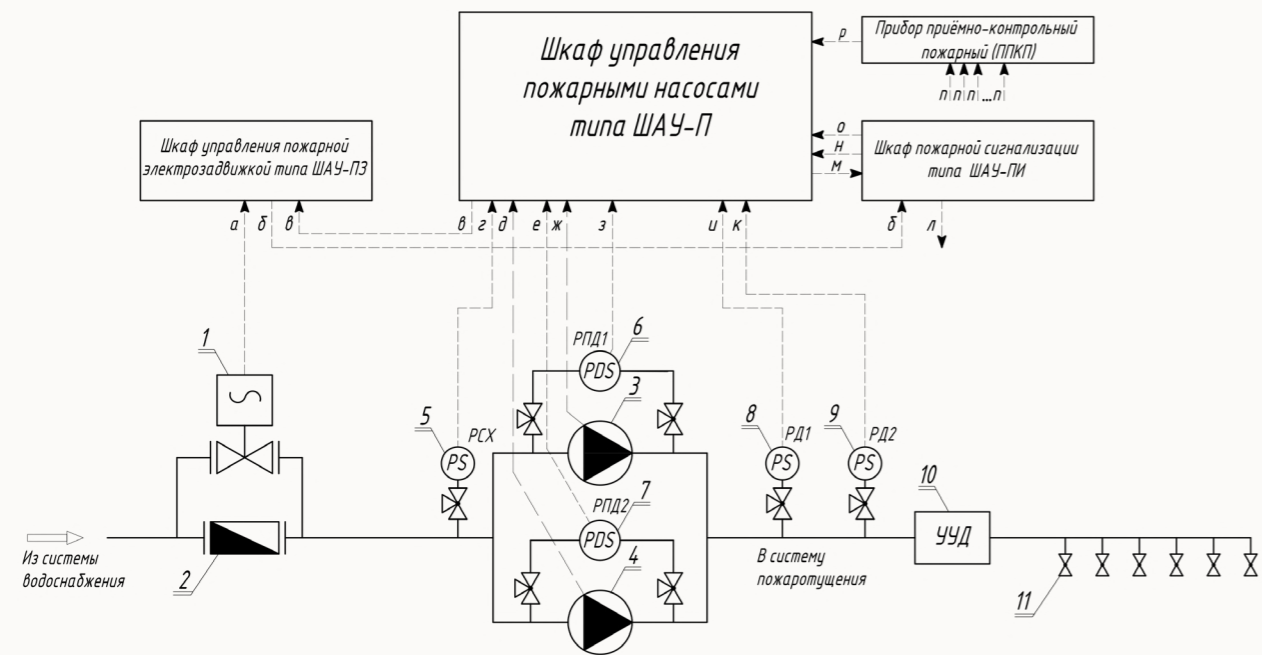 Шкаф управления
пожарными насосами
типа ШАУ-П
Прибор приёмно-контрольный
пожарный (ППКП)
р
п п п ... п
Шкаф управления пожарной
электрозадвижкой типа ШАУ-ПЗ
Шкаф пожарной сигнализации
типа ШАУ-ПИ
о
н
м
а б в
в г д е ж з и к
б л
1
S
2
Из системы
водоснабжения
5
РСХ
PS
РПД1
6
PDS
3
РПД2
7
PDS
4
8
РД1
PS
9
РД2
PS
10
УУД
В систему
пожаротущения
11